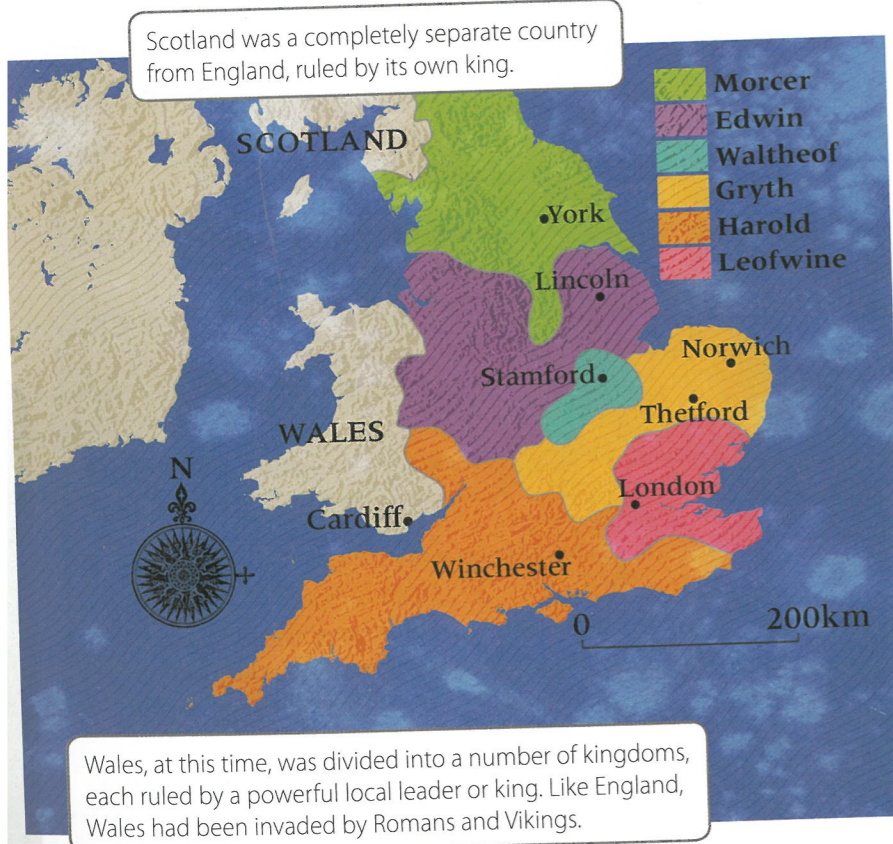 Scotland was a completely separate country
from England, ruled by its own king.
Morcer
Edwin
Waltheof
Gryth
Harold
Leofwine
SCOTLAND
York
Lincoln
Norwich
Stamford
Thetford
WALES
N
London
Cardiff
Winchester
0 200km
Wales, at this time, was divided into a number of kingdoms,
each ruled by a powerful local leader or king. Like England,
Wales had been invaded by Romans and Vikings.